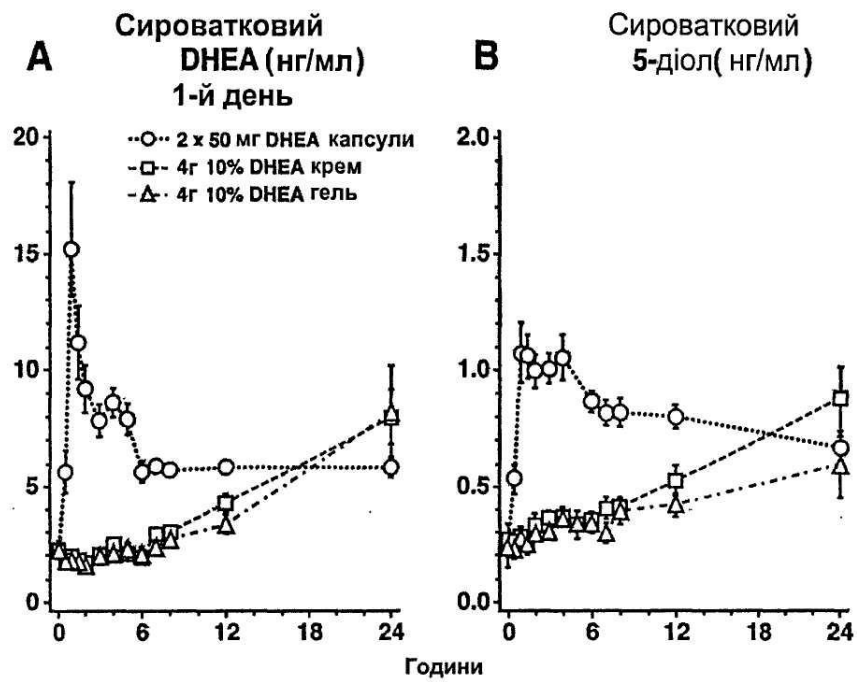 A
Сироватковий
DHEA (нг/мл)
1-й день
20
15
10
5
0
2 x 50 мг DHEA капсули
4г 10% DHEA крем
4г 10% DHEA гель
0
6
12
18
24
B
Сироватковий
5-діол( нг/мл)
2.0
1.5
1.0
0.5
0.0
0
6
12
18
24
Години